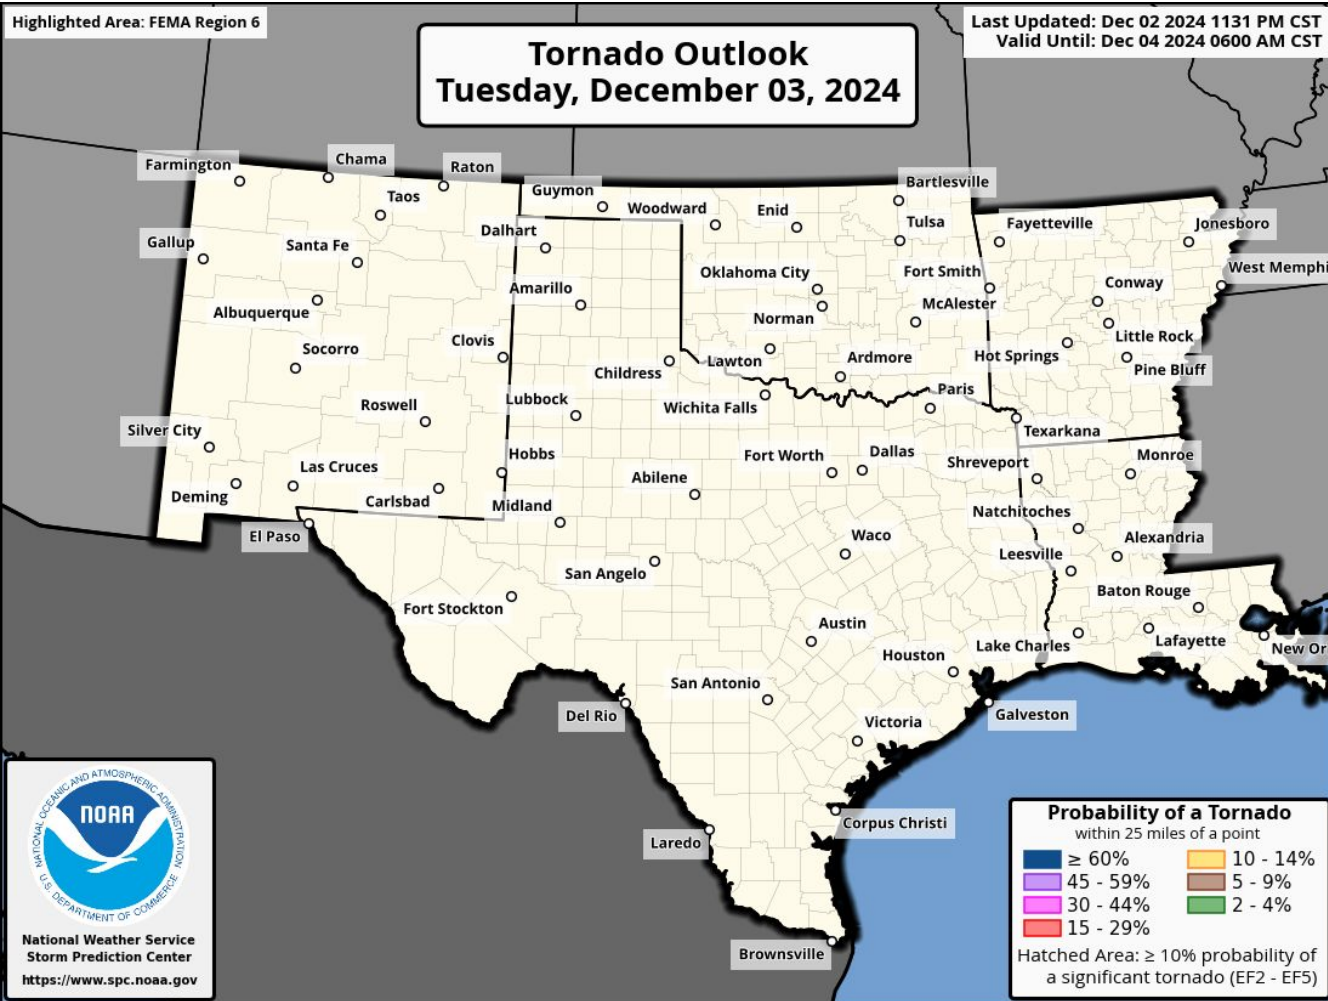 Highlighted Area: FEMA Region 6
Tornado Outlook
Tuesday, December 03, 2024
Last Updated: Dec 02 2024 1131 PM CST
Valid Until: Dec 04 2024 0600 AM CST
Farmington
Chama
Raton
Taos
Guymon
Woodward
Enid
Bartlesville
Tulsa
Fayetteville
Jonesboro
Gallup
Santa Fe
Dalhart
Oklahoma City
Fort Smith
West Memphi
Albuquerque
Amarillo
Norman
McAlester
Conway
Socorro
Clovis
Childress
Lawton
Ardmore
Hot Springs
Little Rock
Pine Bluff
Roswell
Lubbock
Wichita Falls
Paris
Texarkana
Silver City
Las Cruces
Hobbs
Abilene
Fort Worth
Dallas
Shreveport
Monroe
Deming
Carlsbad
Midland
Natchitoches
El Paso
San Angelo
Waco
Leesville
Alexandria
Fort Stockton
Austin
Baton Rouge
Houston
Lake Charles
Lafayette
New Or
San Antonio
Del Rio
Victoria
Galveston
Laredo
Corpus Christi
Brownsville
NATIONAL OCEANIC AND ATMOSPHERIC ADMINISTRATION
NOAA
U.S. DEPARTMENT OF COMMERCE
National Weather Service
Storm Prediction Center
https://www.spc.noaa.gov
Probability of a Tornado
within 25 miles of a point
≥ 60%
10 - 14%
45 - 59%
5 - 9%
30 - 44%
2 - 4%
15 - 29%
Hatched Area: ≥ 10% probability of
a significant tornado (EF2 - EF5)